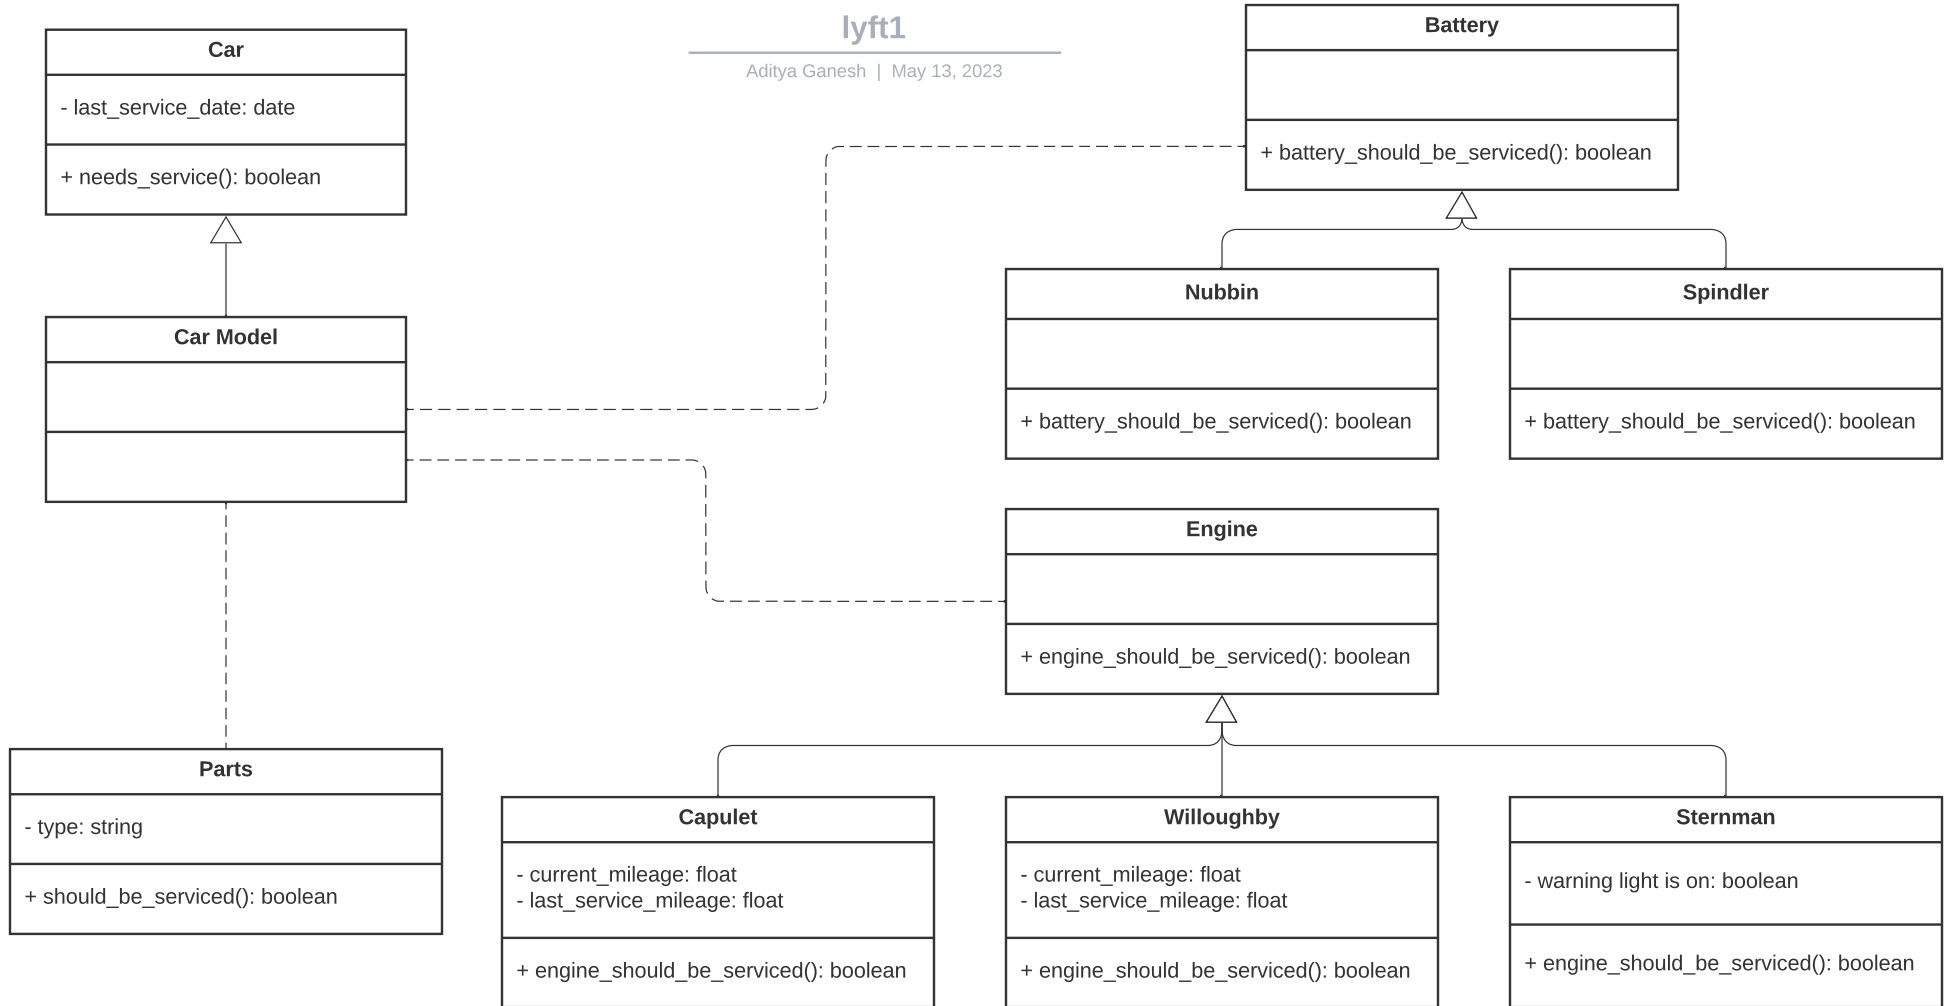 lyft1
Aditya Ganesh | May 13, 2023
Car
- last_service_date: date
+ needs_service(): boolean
Battery
+ battery_should_be_serviced(): boolean
Car Model
Nubbin
+ battery_should_be_serviced(): boolean
Spindler
+ battery_should_be_serviced(): boolean
Engine
+ engine_should_be_serviced(): boolean
Parts
- type: string
+ should_be_serviced(): boolean
Capulet
- current_mileage: float
- last_service_mileage: float
+ engine_should_be_serviced(): boolean
Willoughby
- current_mileage: float
- last_service_mileage: float
+ engine_should_be_serviced(): boolean
Sternman
- warning light is on: boolean
+ engine_should_be_serviced(): boolean